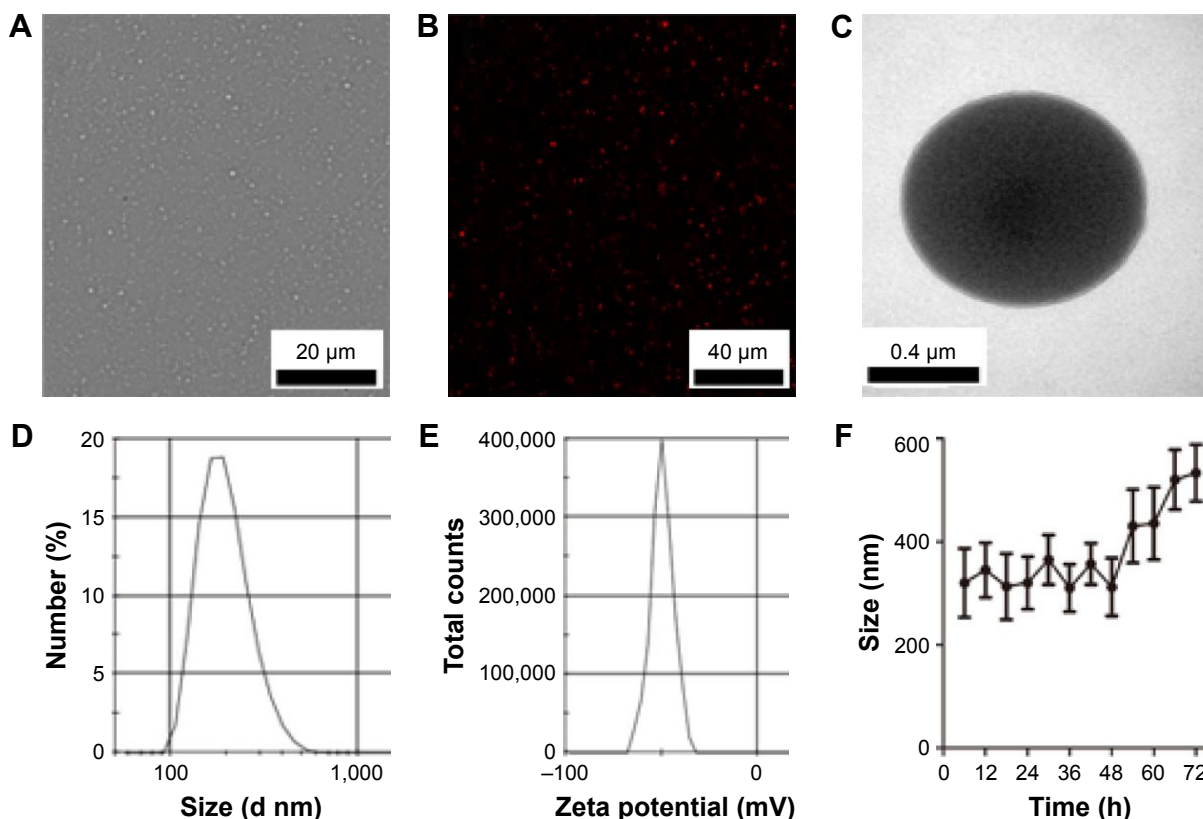 A
B
C
20 µm
40 µm
0.4 µm
D
E
F
20
15
10
5
0
Number (%)
100
1,000
Size (d nm)
400,000
300,000
200,000
100,000
0
Total counts
–100
0
Zeta potential (mV)
600
400
200
0
Size (nm)
0 12 24 36 48 60 72
Time (h)